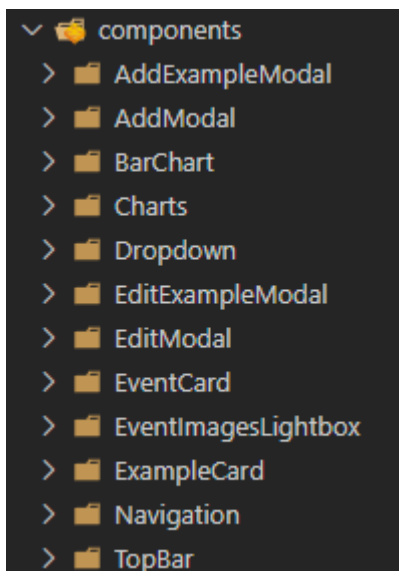 components
AddExampleModal
AddModal
BarChart
Charts
Dropdown
EditExampleModal
EditModal
EventCard
EventImagesLightbox
ExampleCard
Navigation
TopBar